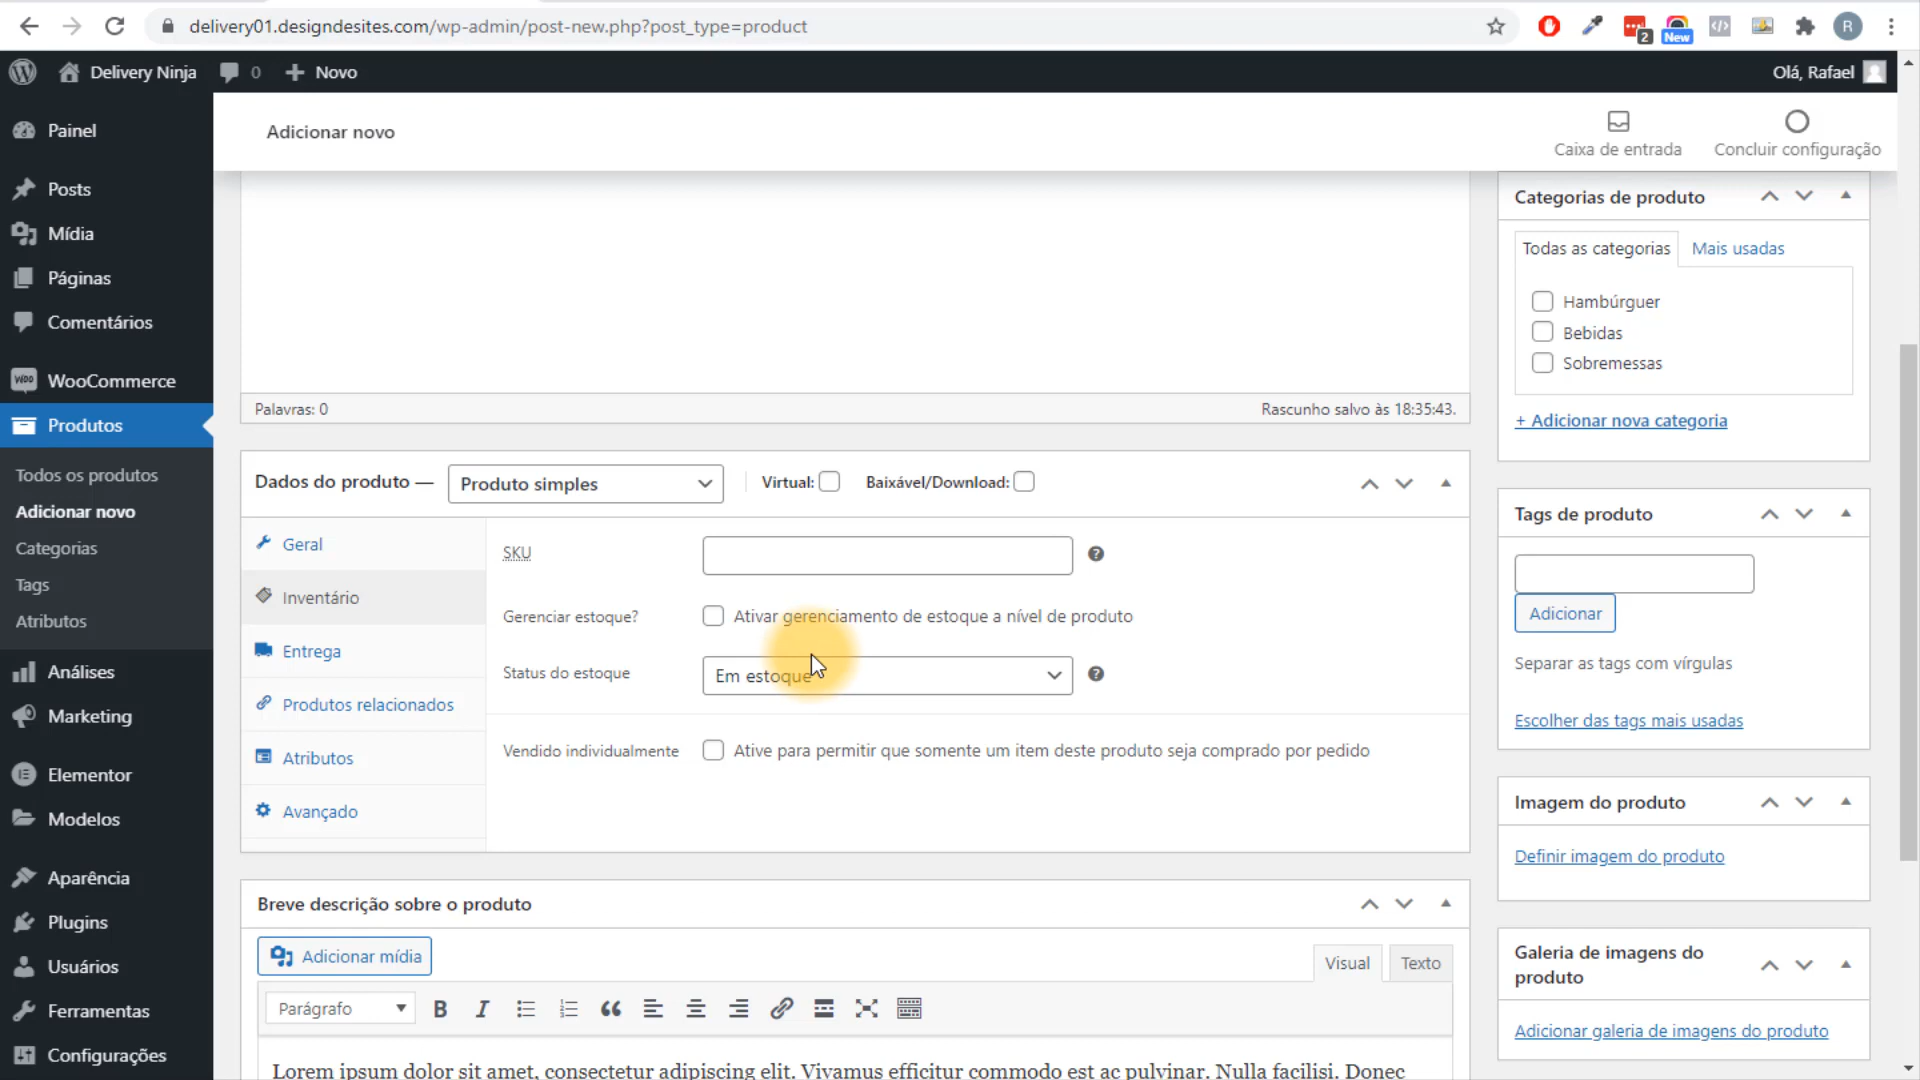 delivery01.designdesites.com/wp-admin/post-new.php?post_type=product
2
New
R
Delivery Ninja
0
Novo
Olá, Rafael
Painel
Posts
Mídia
Páginas
Comentários
WooCommerce
Produtos
Todos os produtos
Adicionar novo
Categorias
Tags
Atributos
Análises
Marketing
Elementor
Modelos
Aparência
Plugins
Usuários
Ferramentas
Configurações
Adicionar novo
Caixa de entrada
Concluir configuração
Palavras: 0
Rascunho salvo às 18:35:43.
Dados do produto —
Produto simples
Virtual:
Baixável/Download:
Geral
Inventário
Entrega
Produtos relacionados
Atributos
Avançado
SKU
Gerenciar estoque?
Ativar gerenciamento de estoque a nível de produto
Status do estoque
Em estoque
Vendido individualmente
Ative para permitir que somente um item deste produto seja comprado por pedido
Breve descrição sobre o produto
Adicionar mídia
Visual
Texto
Parágrafo
Lorem ipsum dolor sit amet, consectetur adipiscing elit. Vivamus efficitur commodo est ac pulvinar. Nulla facilisi. Donec
Categorias de produto
Todas as categorias
Mais usadas
Hambúrguer
Bebidas
Sobremessas
+ Adicionar nova categoria
Tags de produto
Adicionar
Separar as tags com vírgulas
Escolher das tags mais usadas
Imagem do produto
Definir imagem do produto
Galeria de imagens do
produto
Adicionar galeria de imagens do produto